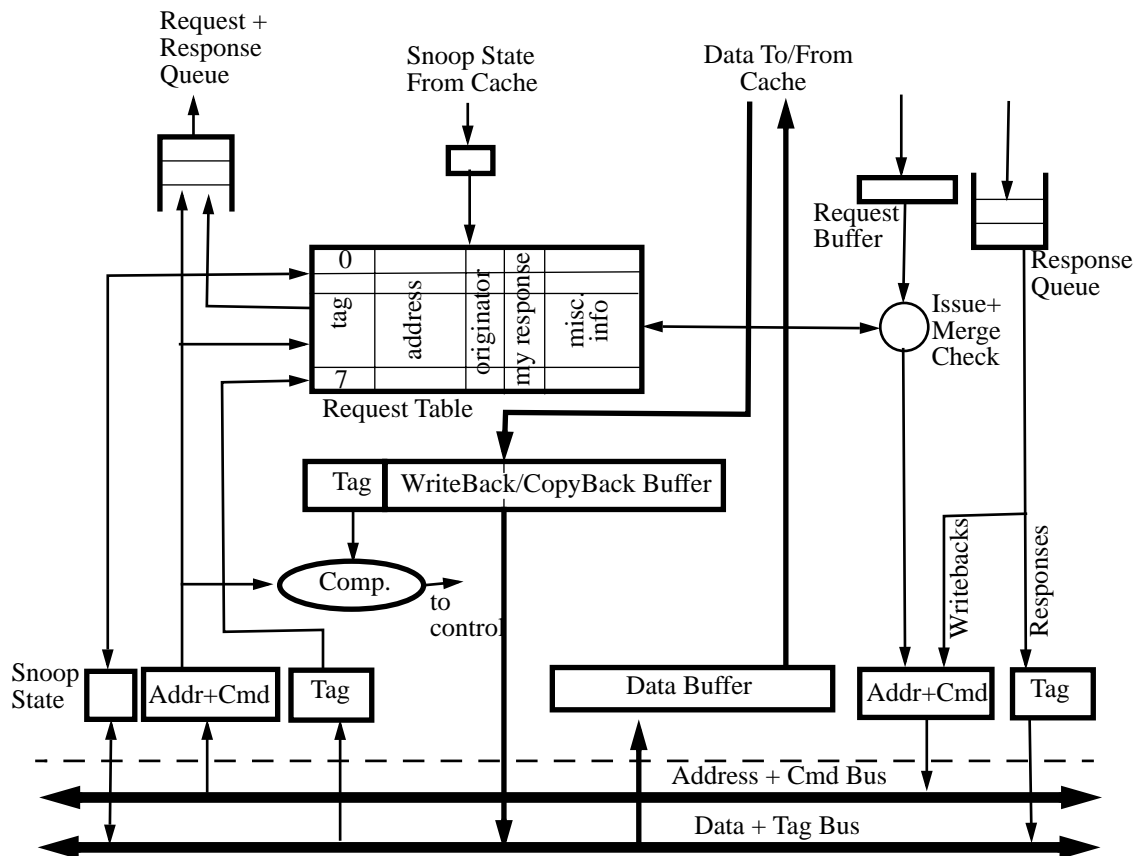 Request +
Response
Queue
Snoop State
From Cache
Data To/From
Cache
Request
Buffer
Response
Queue
0
tag
address
originator
my response
misc.
info
7
Issue+
Merge
Check
Request Table
Tag
WriteBack/CopyBack Buffer
Comp.
to
control
Writebacks
Responses
Snoop
State
Addr+Cmd
Tag
Data Buffer
Addr+Cmd
Tag
Address + Cmd Bus
Data + Tag Bus